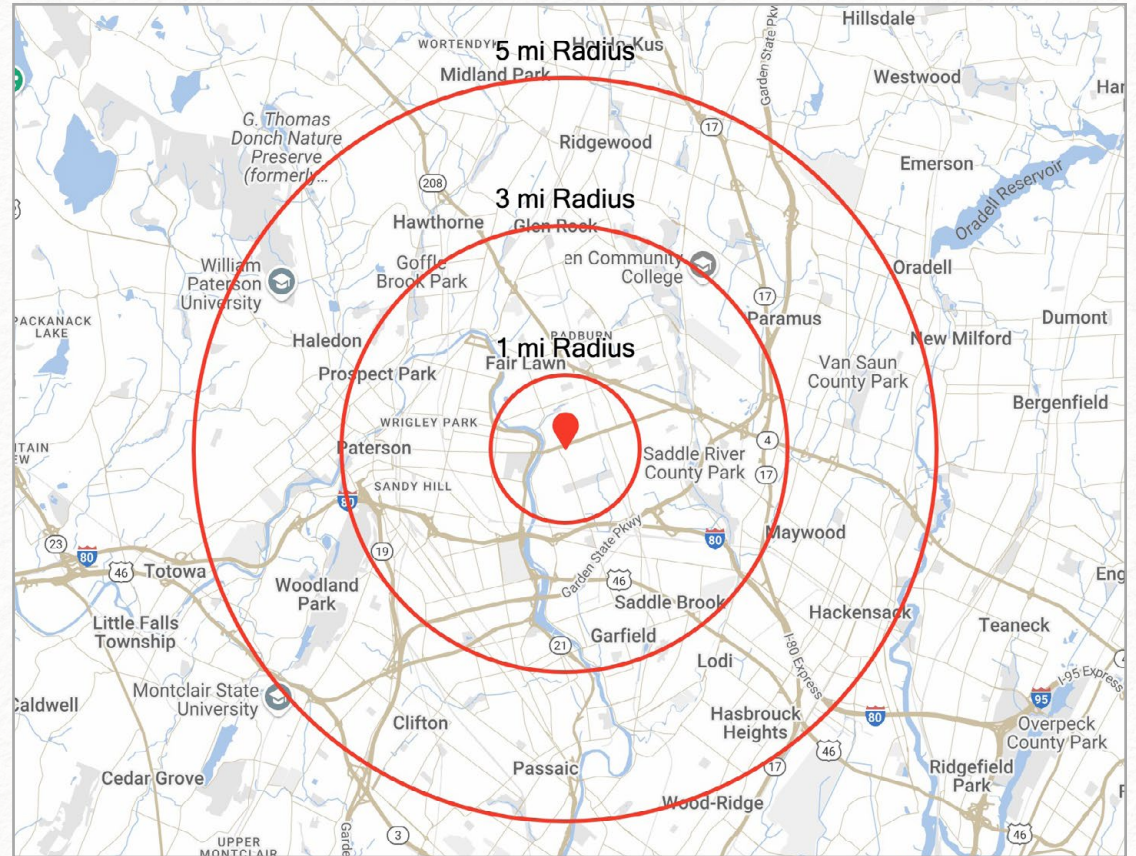 Hillsdale
WORTENDYK
5 mi Radius
Midland Park
Westwood
Garden State Pkwy
G. Thomas
Donch Nature
Preserve
(formerly...
17
Ridgewood
Emerson
208
Oradell Reservoir
3 mi Radius
Hawthorne
Glen Rock
William
Paterson
University
Goffle
Brook Park
en Community
College
Oradell
17
PACKANACK
LAKE
Paramus
Dumont
Haledon
RADBURN
New Milford
1 mi Radius
Fair Lawn
Van Saun
County Park
Prospect Park
Bergenfield
WRIGLEY PARK
Paterson
4
Saddle River
County Park
17
SANDY HILL
80
Maywood
80
23
80
19
Garden State Pkwy
46
Totowa
46
Woodland
Park
Saddle Brook
Hackensack
Little Falls
Township
Garfield
Teaneck
21
Lodi
I-80 Express
I-95 Express
Montclair State
University
95
Hasbrouck
Heights
80
Clifton
Overpeck
County Park
46
Cedar Grove
Passaic
17
Ridgefield
Park
Wood-Ridge
3
46
UPPER
MONTCLAIR